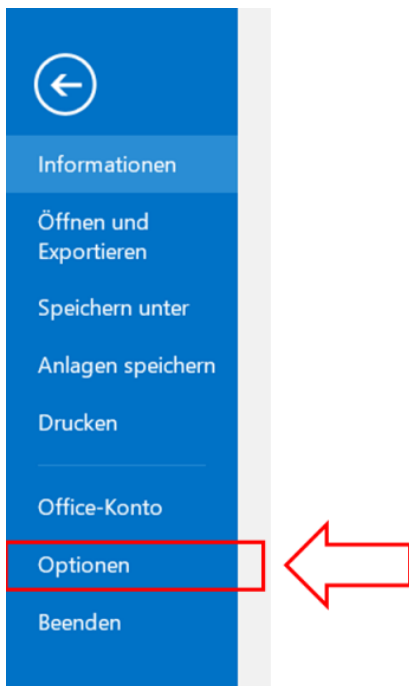 Informationen
Öffnen und
Exportieren
Speichern unter
Anlagen speichern
Drucken
Office-Konto
Optionen
Beenden